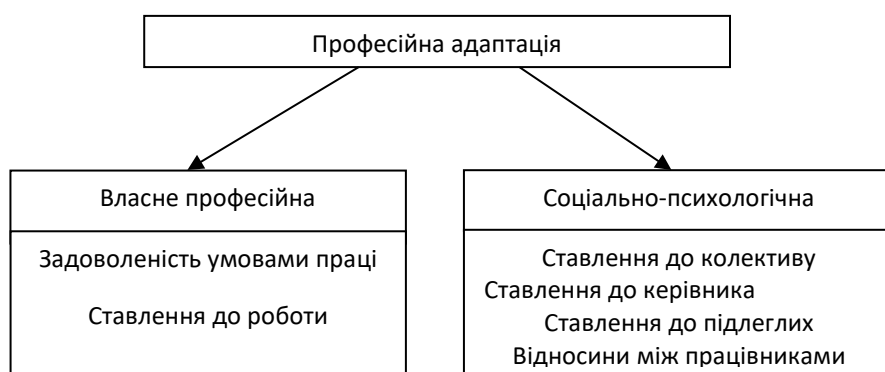 Професійна адаптація
Власне професійна
Задоволеність умовами праці
Ставлення до роботи
Соціально-психологічна
Ставлення до колективу
Ставлення до керівника
Ставлення до підлеглих
Відносини між працівниками